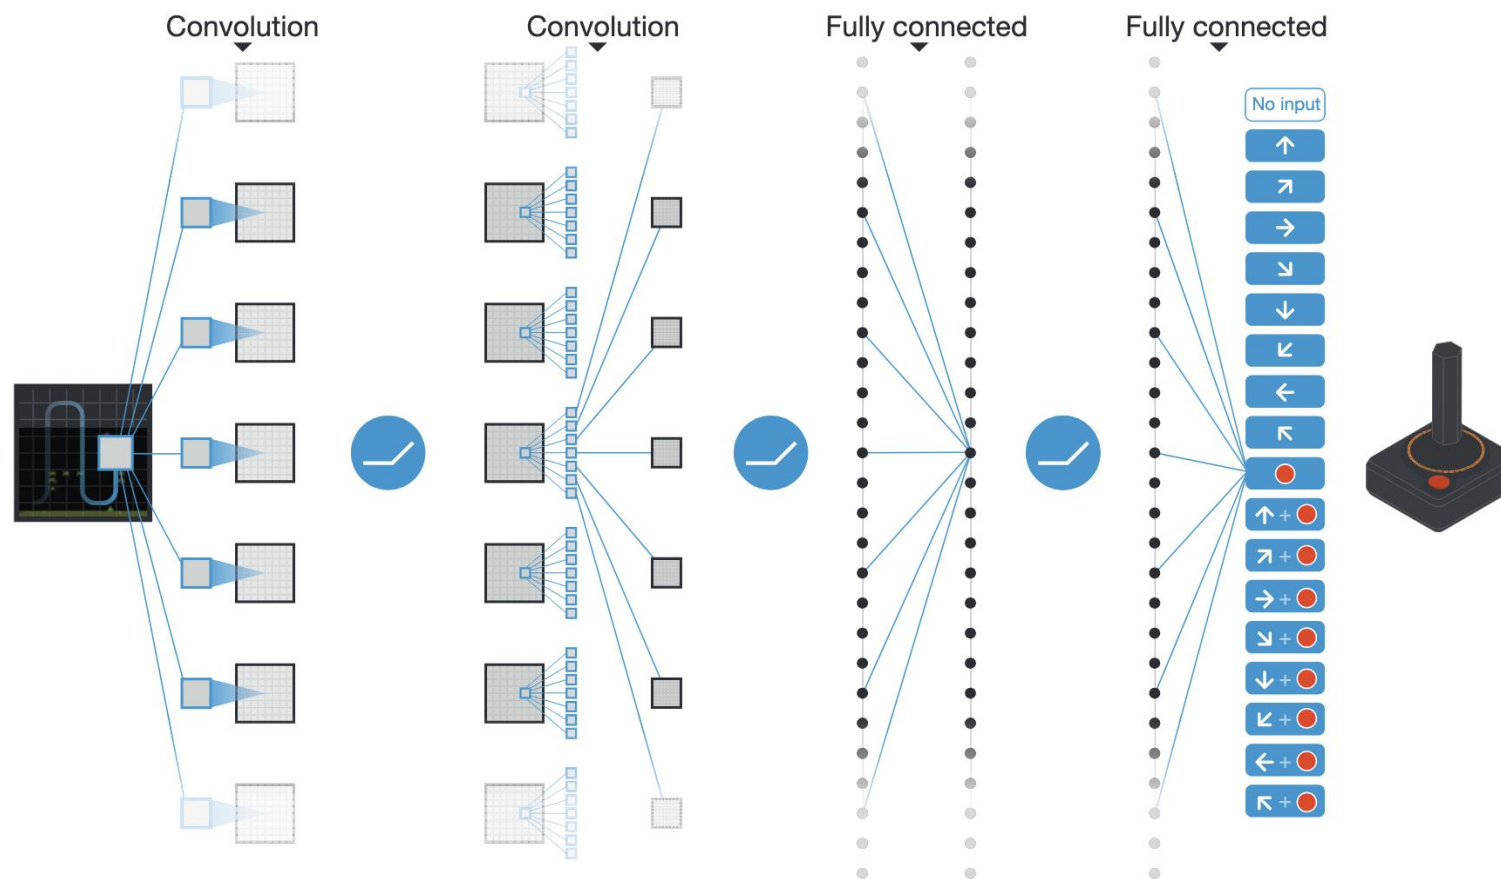 Convolution
Convolution
Fully connected
Fully connected
No input
+
+
+
+
+
+
+
+